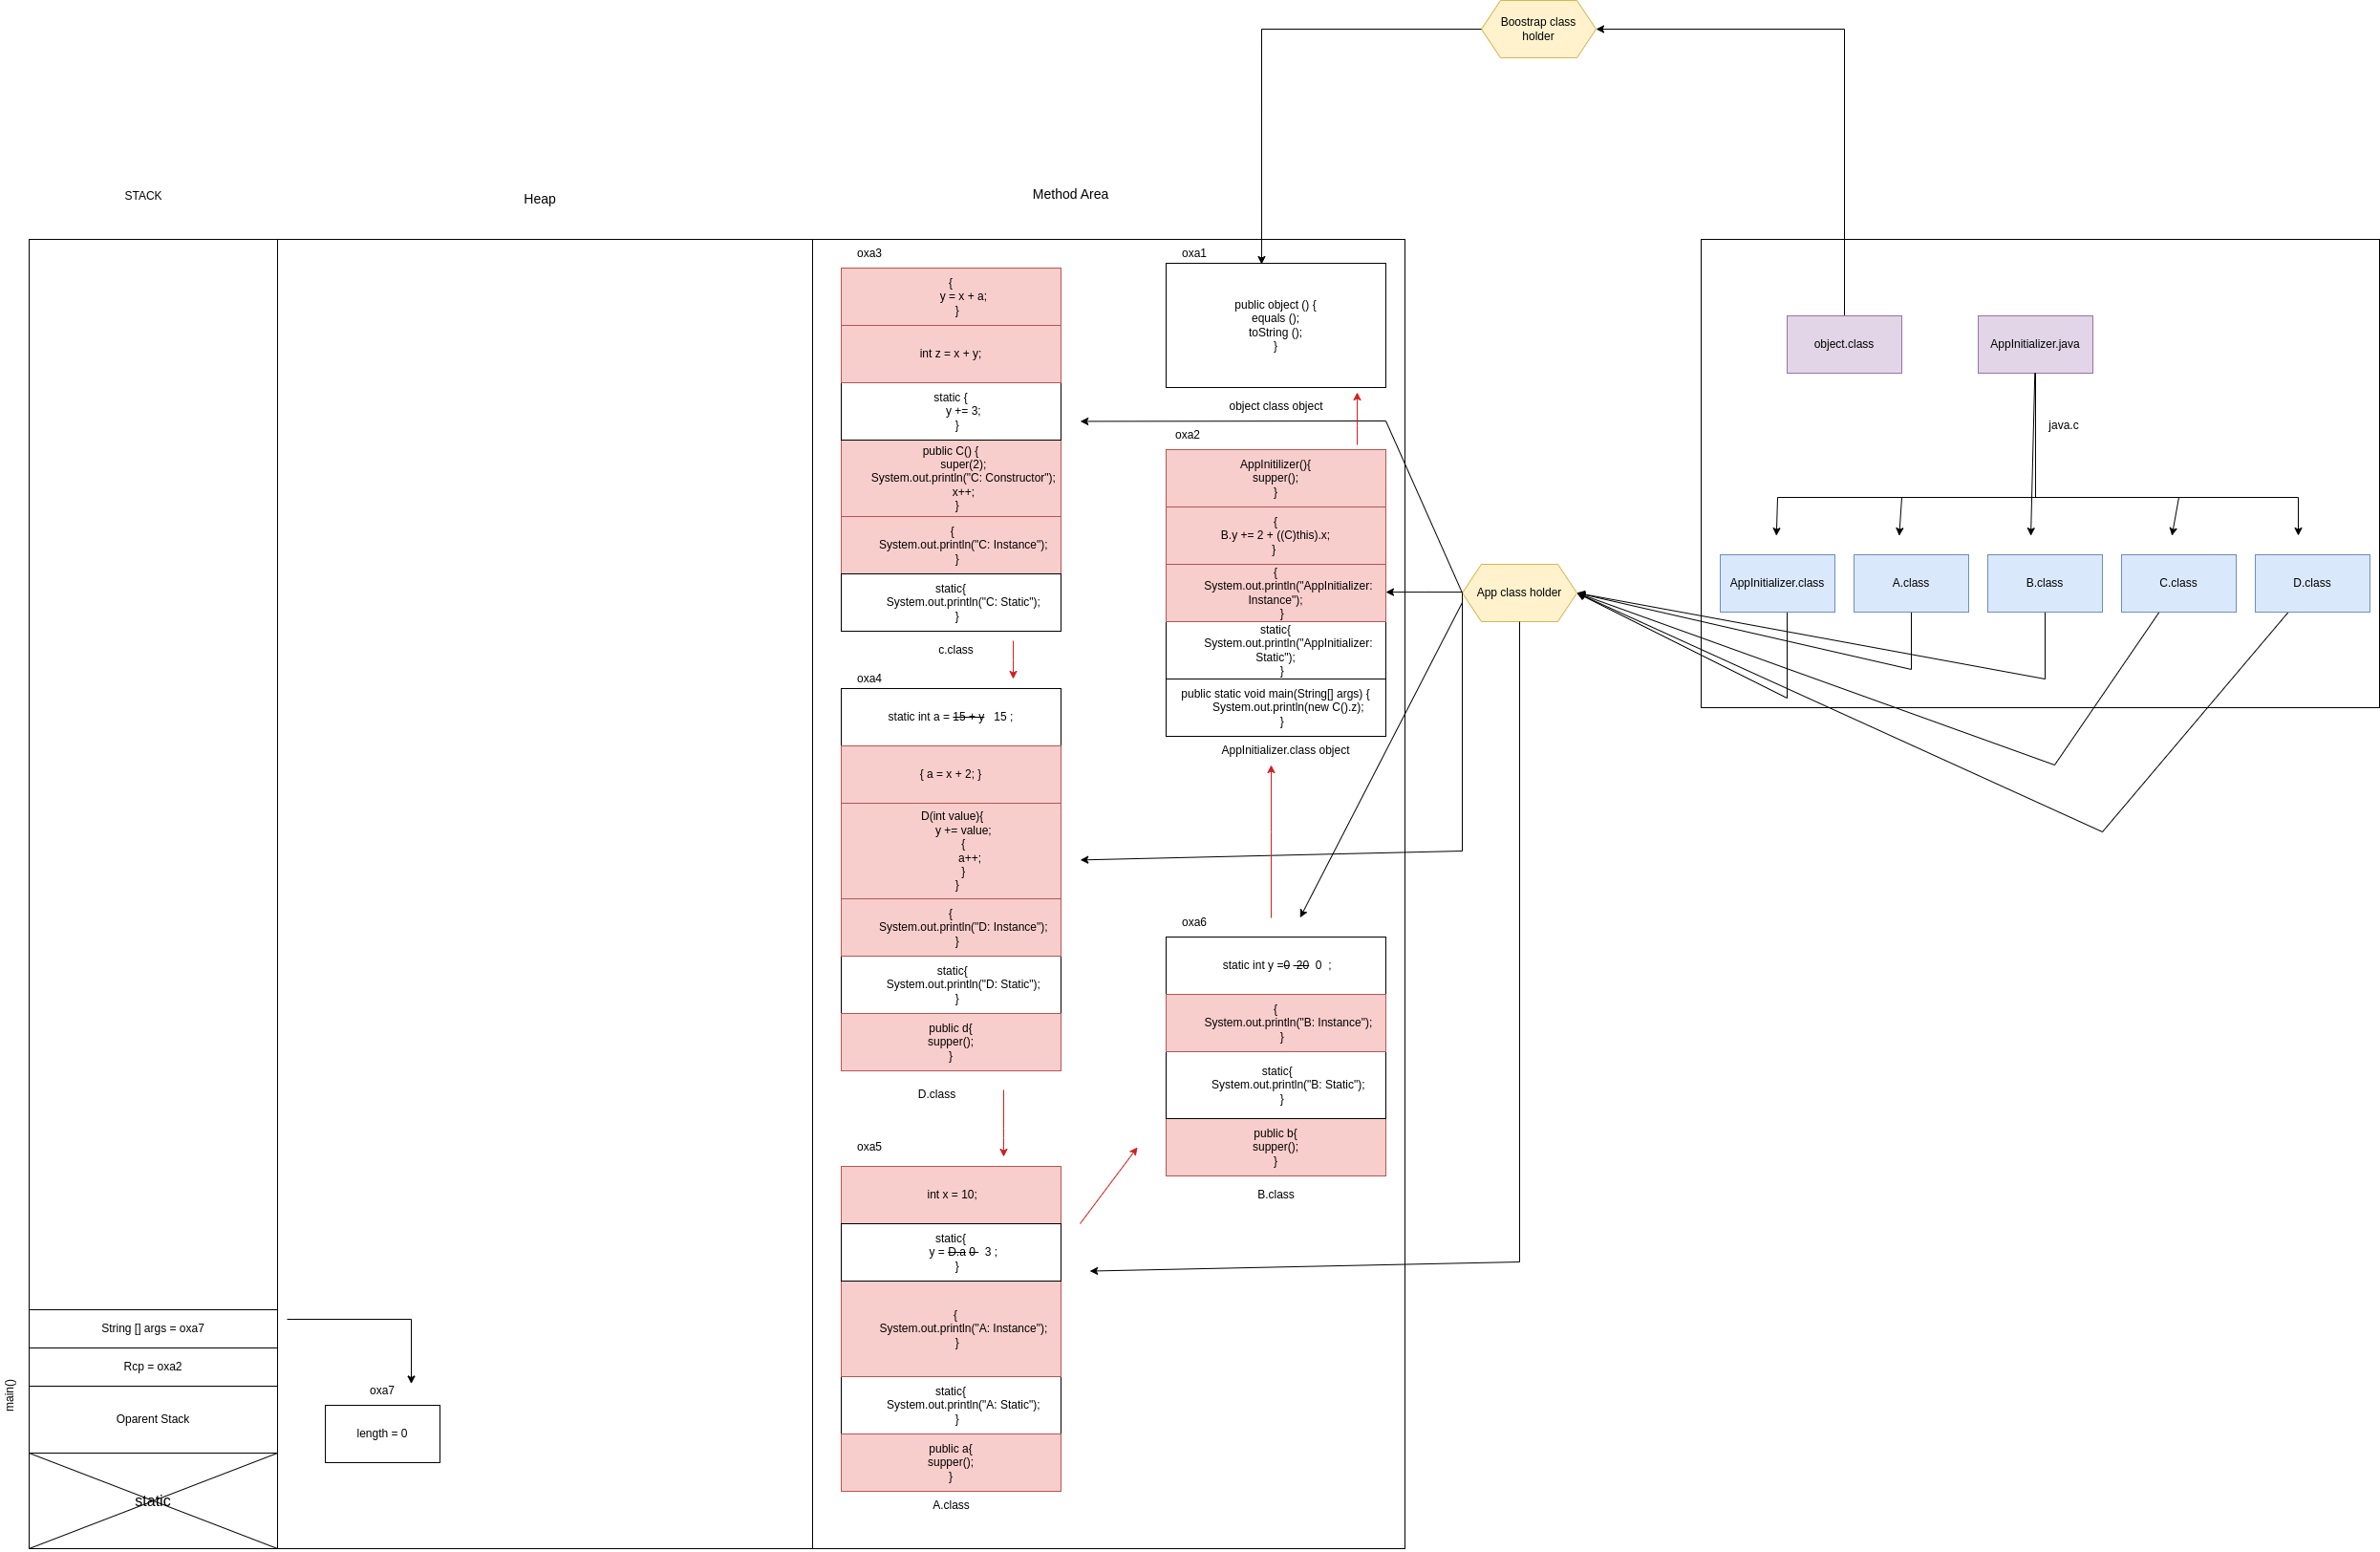 Boostrap class
holder
STACK
Heap
Method Area
oxa3
{
y = x + a;
}
int z = x + y;
static {
y += 3;
}
public C() {
super(2);
System.out.println("C: Constructor");
x++;
}
{
System.out.println("C: Instance");
}
static{
System.out.println("C: Static");
}
c.class
oxa4
static int a = 15 + y 15 ;
{ a = x + 2; }
D(int value){
y += value;
{
a++;
}
}
{
System.out.println("D: Instance");
}
static{
System.out.println("D: Static");
}
public d{
supper();
}
D.class
oxa5
int x = 10;
static{
y = D.a 0 3 ;
}
{
System.out.println("A: Instance");
}
static{
System.out.println("A: Static");
}
public a{
supper();
}
A.class
oxa1
public object () {
equals ();
toString ();
}
object class object
oxa2
AppInitilizer(){
supper();
}
{
B.y += 2 + ((C)this).x;
}
{
System.out.println("AppInitializer:
Instance");
}
static{
System.out.println("AppInitializer:
Static");
}
public static void main(String[] args) {
System.out.println(new C().z);
}
AppInitializer.class object
oxa6
static int y =0 20 0 ;
{
System.out.println("B: Instance");
}
static{
System.out.println("B: Static");
}
public b{
supper();
}
B.class
App class holder
object.class
AppInitializer.java
java.c
AppInitializer.class
A.class
B.class
C.class
D.class
main()
String [] args = oxa7
Rcp = oxa2
Oparent Stack
static
oxa7
length = 0